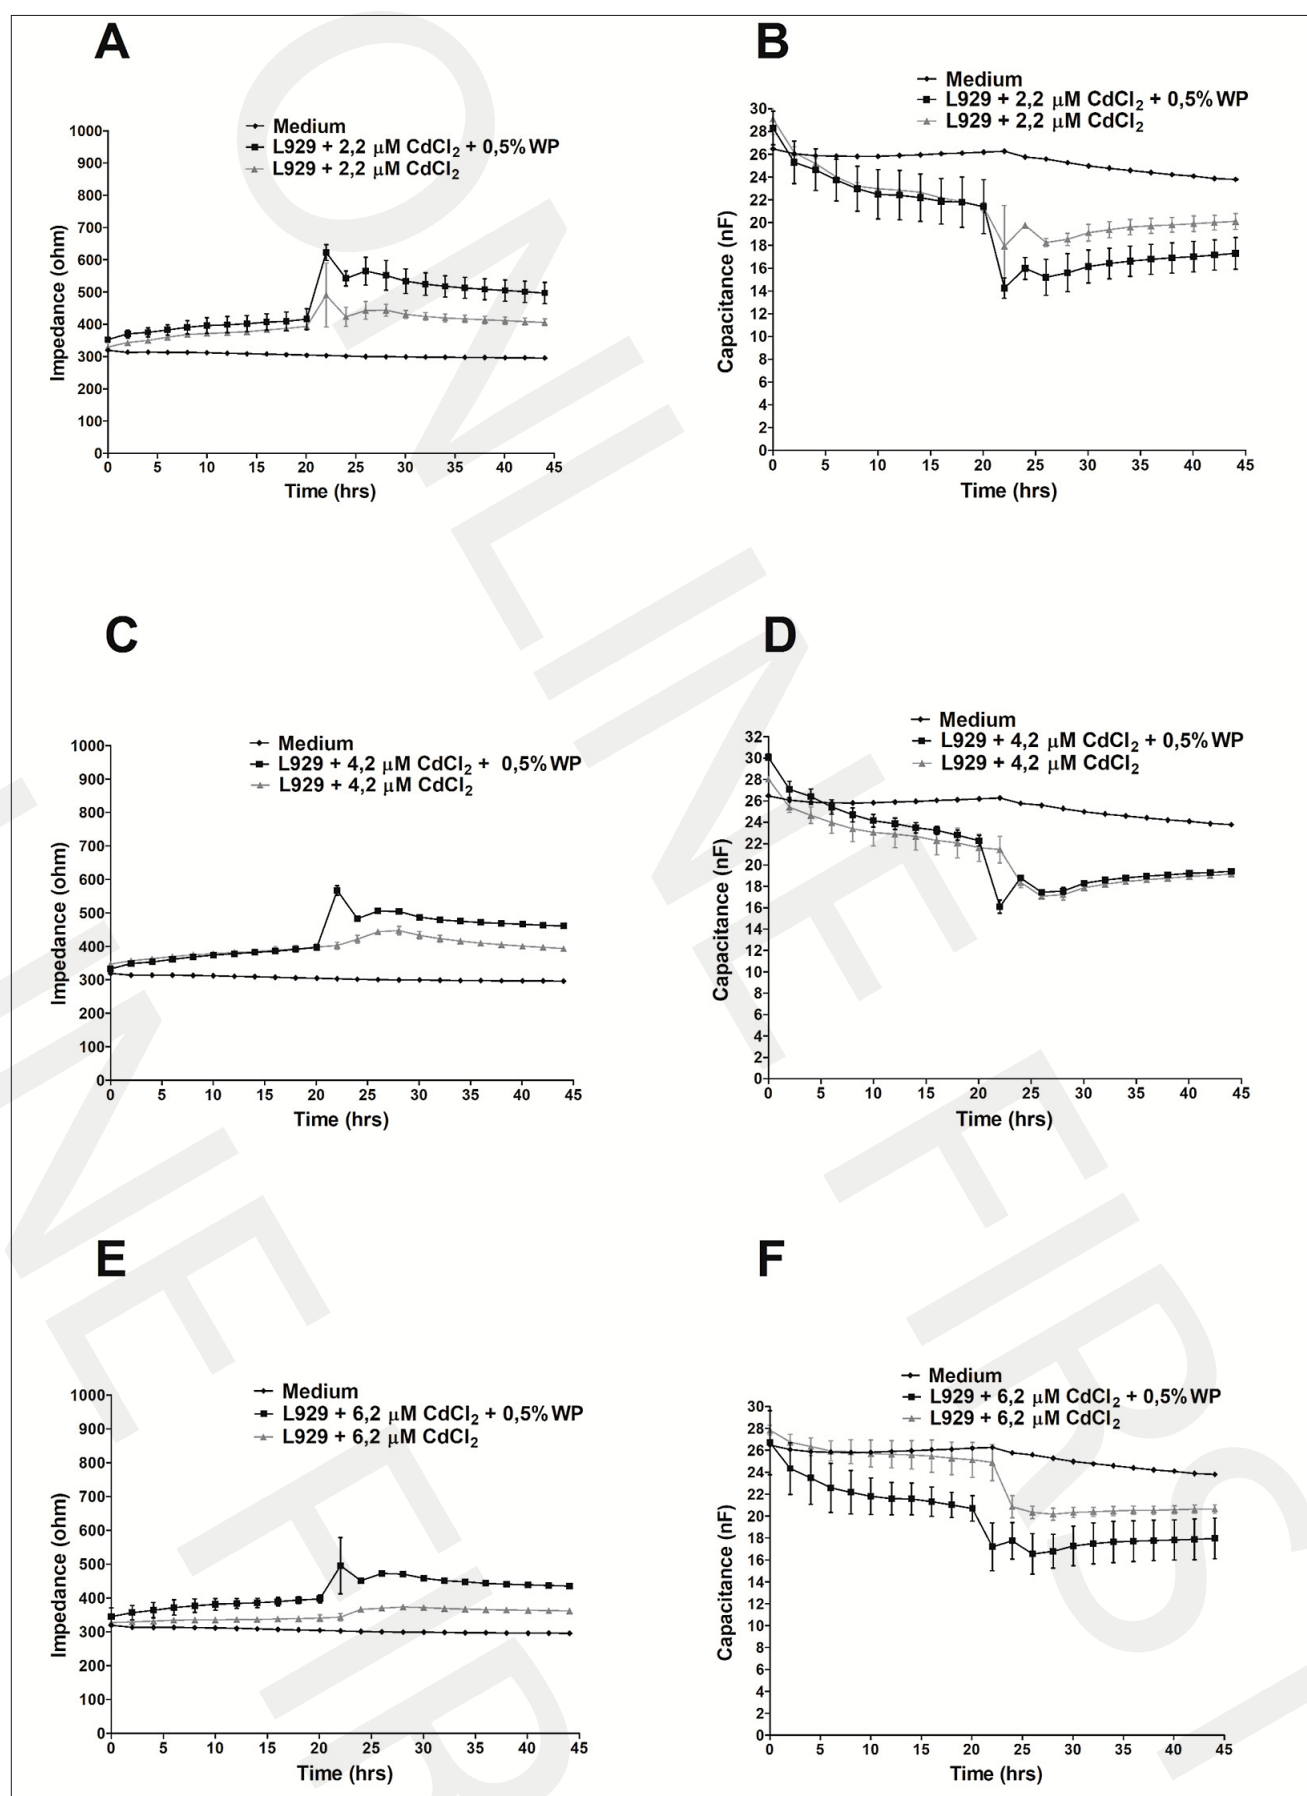 A
Medium
L929 + 2,2 μM CdCl2 + 0,5% WP
L929 + 2,2 μM CdCl2
1000
900
800
700
600
500
400
300
200
100
0
Impedance (ohm)
0 5 10 15 20 25 30 35 40 45
Time (hrs)
B
Medium
L929 + 2,2 μM CdCl2 + 0,5% WP
L929 + 2,2 μM CdCl2
30
28
26
24
22
20
18
16
14
12
10
8
6
4
2
0
Capacitance (nF)
0 5 10 15 20 25 30 35 40 45
Time (hrs)
C
Medium
L929 + 4,2 μM CdCl2 + 0,5% WP
L929 + 4,2 μM CdCl2
1000
900
800
700
600
500
400
300
200
100
0
Impedance (ohm)
0 5 10 15 20 25 30 35 40 45
Time (hrs)
D
Medium
L929 + 4,2 μM CdCl2 + 0,5% WP
L929 + 4,2 μM CdCl2
32
30
28
26
24
22
20
18
16
14
12
10
8
6
4
2
0
Capacitance (nF)
0 5 10 15 20 25 30 35 40 45
Time (hrs)
E
Medium
L929 + 6,2 μM CdCl2 + 0,5% WP
L929 + 6,2 μM CdCl2
1000
900
800
700
600
500
400
300
200
100
0
Impedance (ohm)
0 5 10 15 20 25 30 35 40 45
Time (hrs)
F
Medium
L929 + 6,2 μM CdCl2 + 0,5% WP
L929 + 6,2 μM CdCl2
30
28
26
24
22
20
18
16
14
12
10
8
6
4
2
0
Capacitance (nF)
0 5 10 15 20 25 30 35 40 45
Time (hrs)
ONLINE FIRST